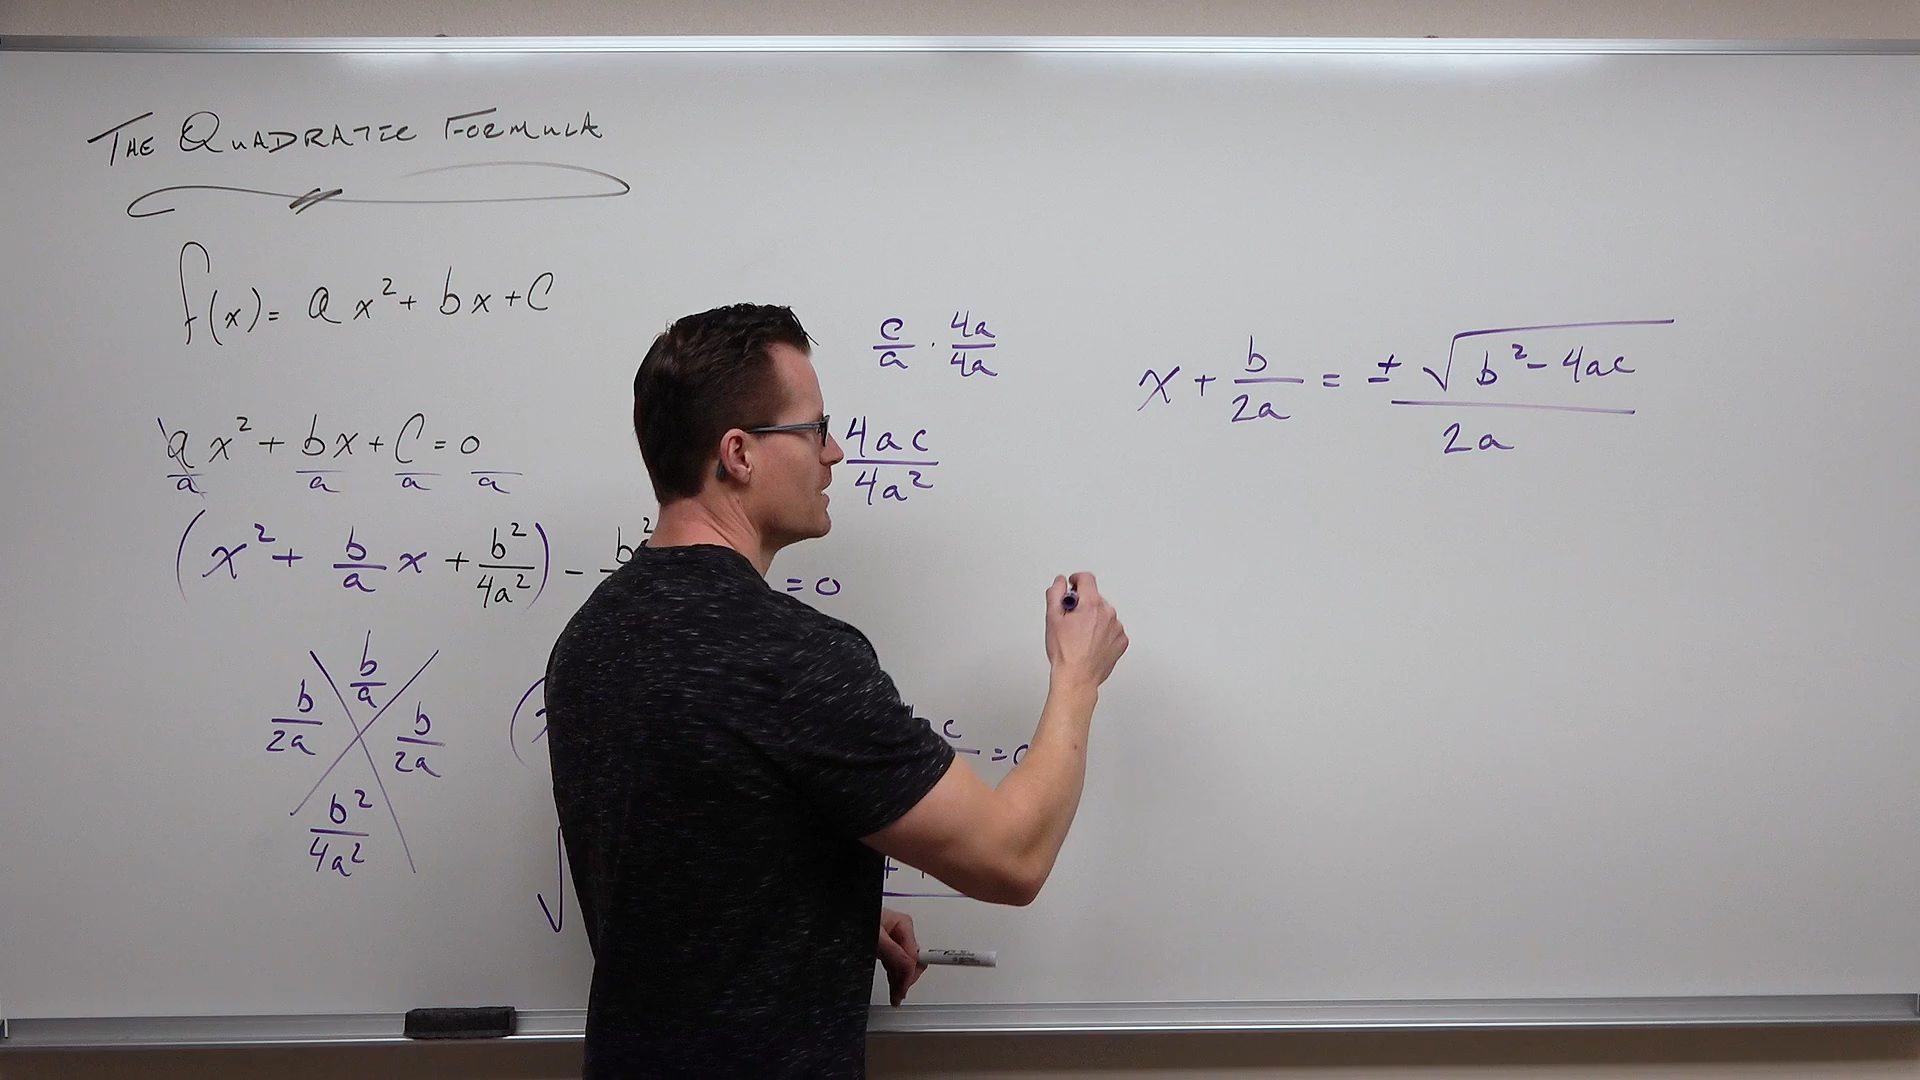 THE QUADRATIC FORMULA
f(x) = ax² + bx + C
ax²/a + bx/a + C/a = 0/a
(x² + b/a x + b²/4a²) - b² = 0
b/a
b/2a b/2a
b²/4a²
c/a · 4a/4a
4ac/4a²
c = 0
x + b/2a = ± √(b² - 4ac)/2a